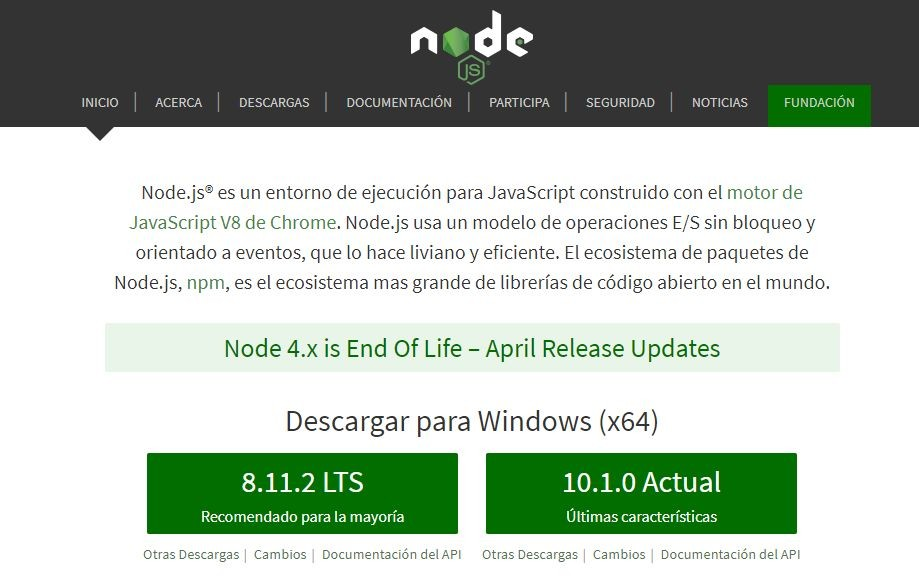 node
JS
INICIO | ACERCA | DESCARGAS | DOCUMENTACIÓN | PARTICIPA | SEGURIDAD | NOTICIAS FUNDACIÓN
Node.js® es un entorno de ejecución para JavaScript construido con el motor de
JavaScript V8 de Chrome. Node.js usa un modelo de operaciones E/S sin bloqueo y
orientado a eventos, que lo hace liviano y eficiente. El ecosistema de paquetes de
Node.js, npm, es el ecosistema mas grande de librerías de código abierto en el mundo.
Node 4.x is End Of Life – April Release Updates
Descargar para Windows (x64)
8.11.2 LTS
Recomendado para la mayoría
10.1.0 Actual
Últimas características
Otras Descargas | Cambios | Documentación del API
Otras Descargas | Cambios | Documentación del API